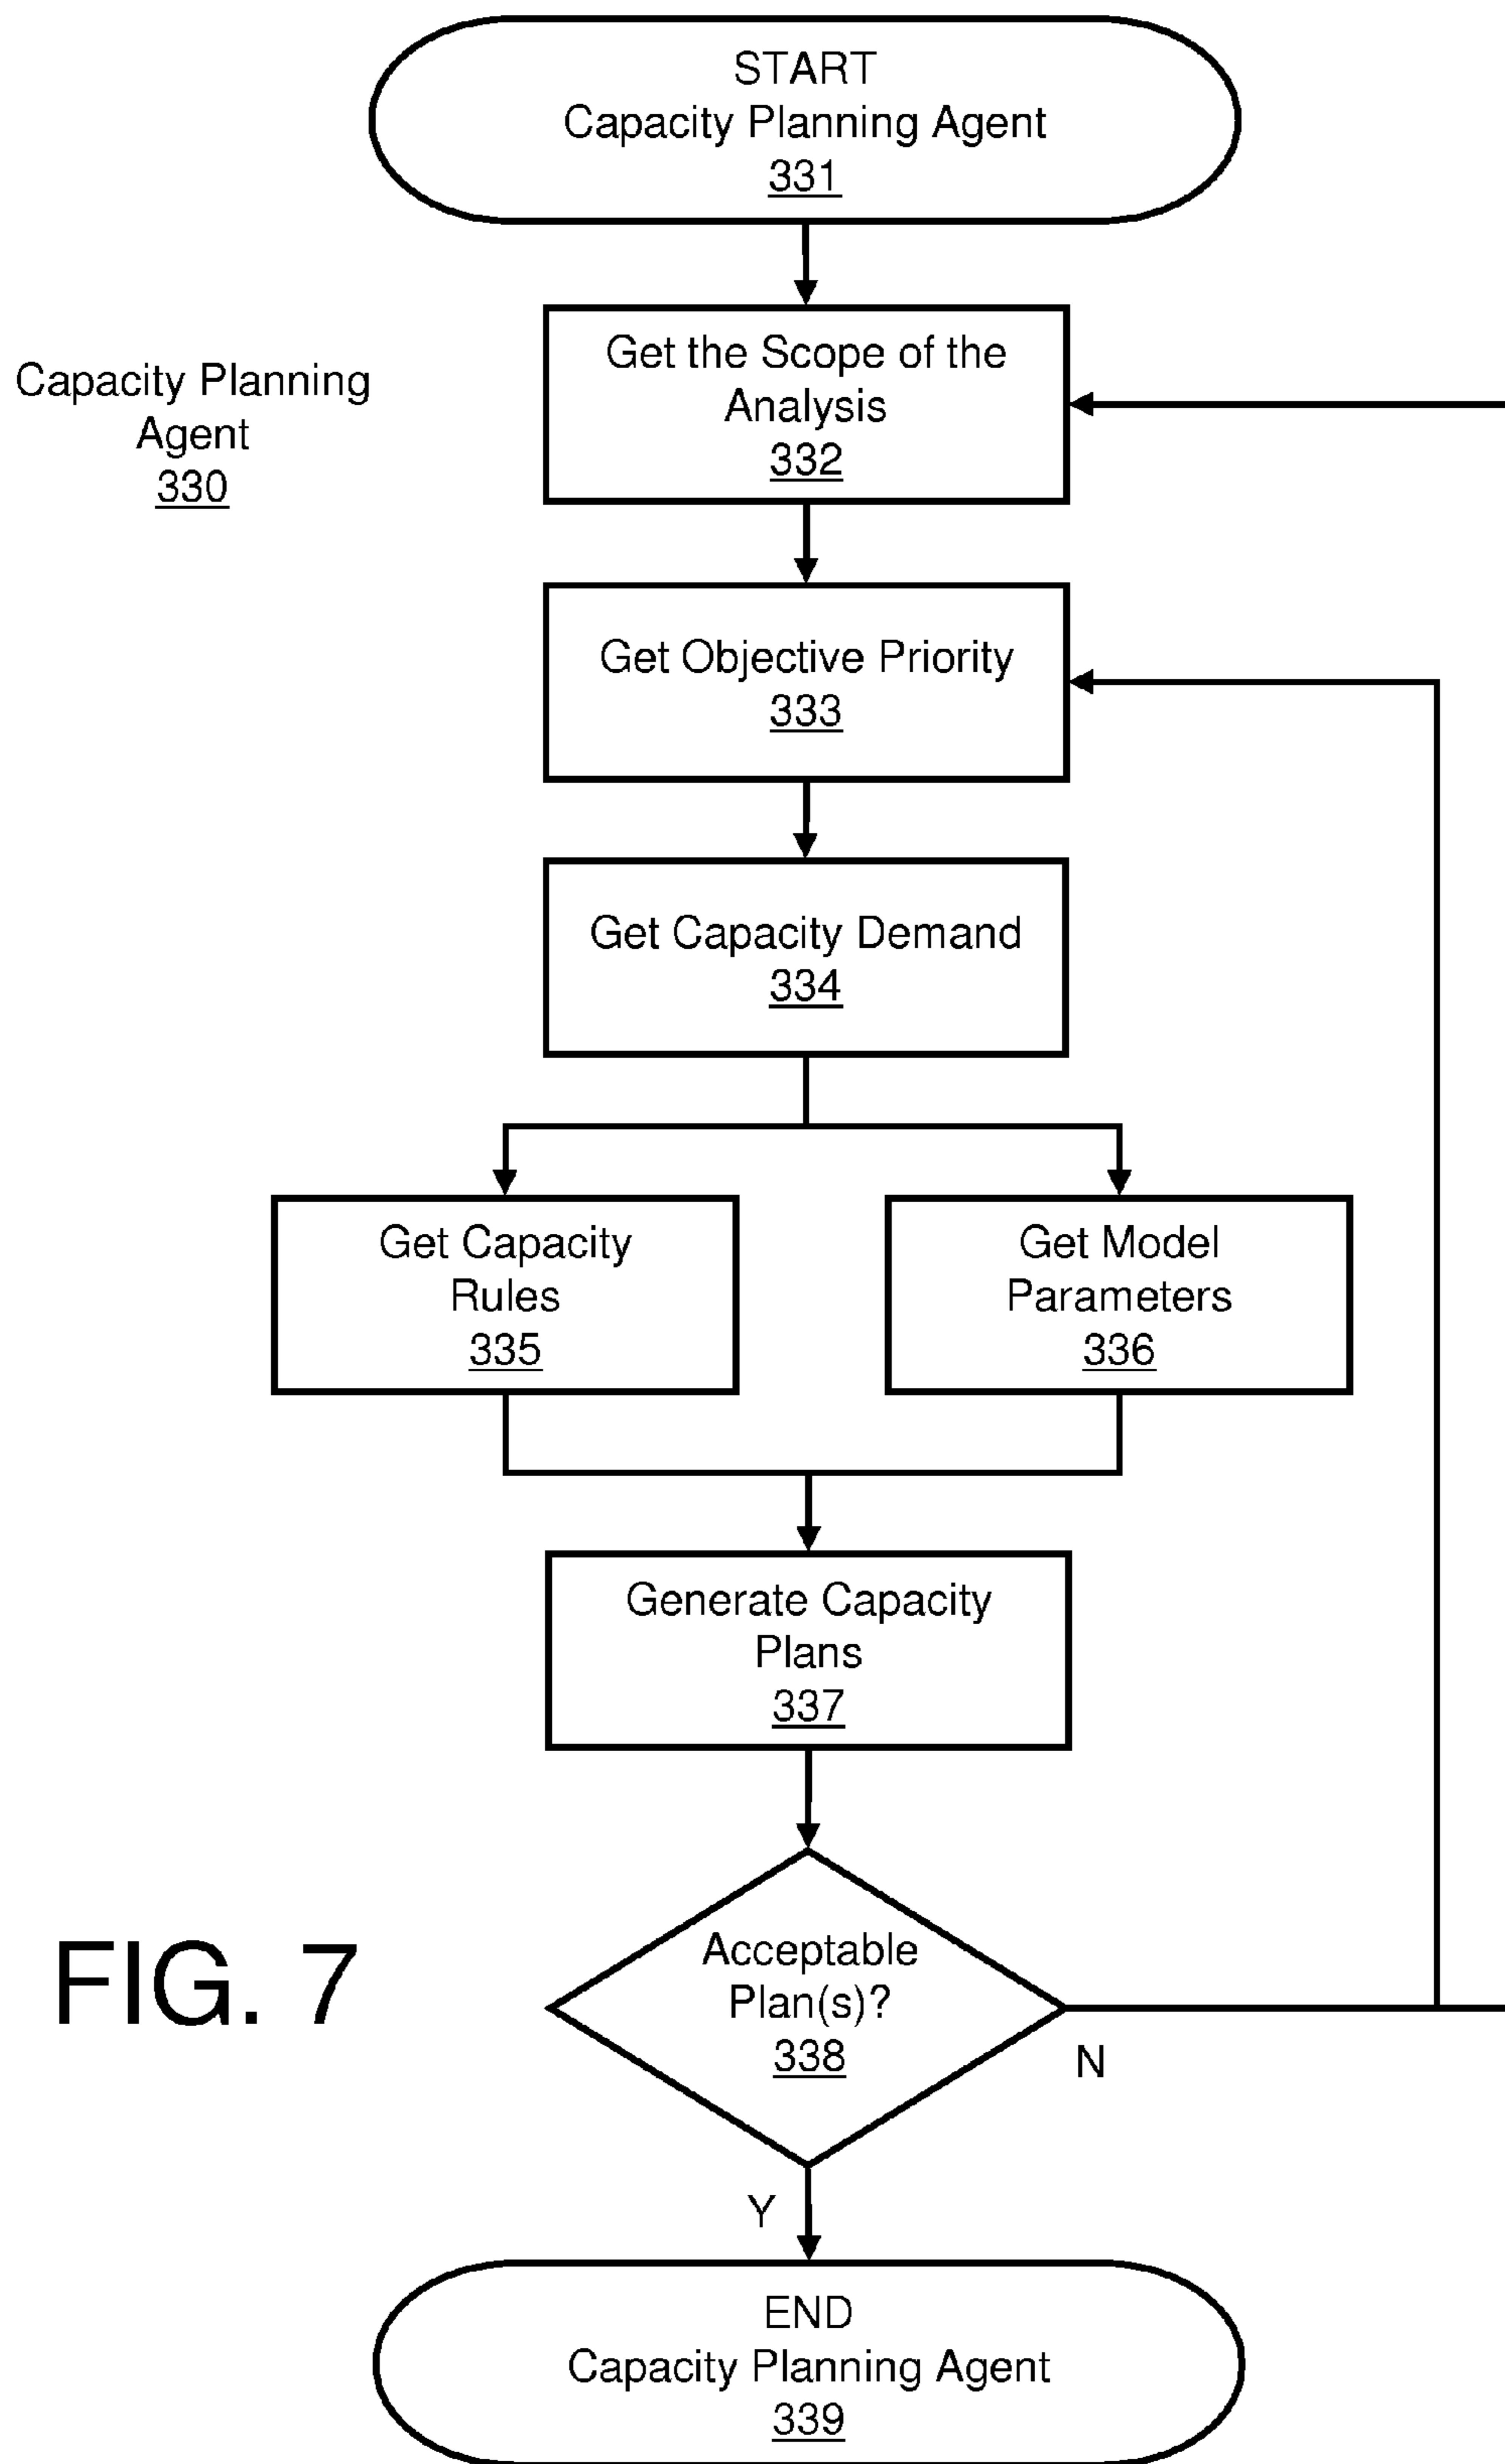 START
Capacity Planning Agent
331
Capacity Planning
Agent
330
Get the Scope of the
Analysis
332
Get Objective Priority
333
Get Capacity Demand
334
Get Capacity
Rules
335
Get Model
Parameters
336
Generate Capacity
Plans
337
FIG. 7
Acceptable
Plan(s)?
338
N
Y
END
Capacity Planning Agent
339